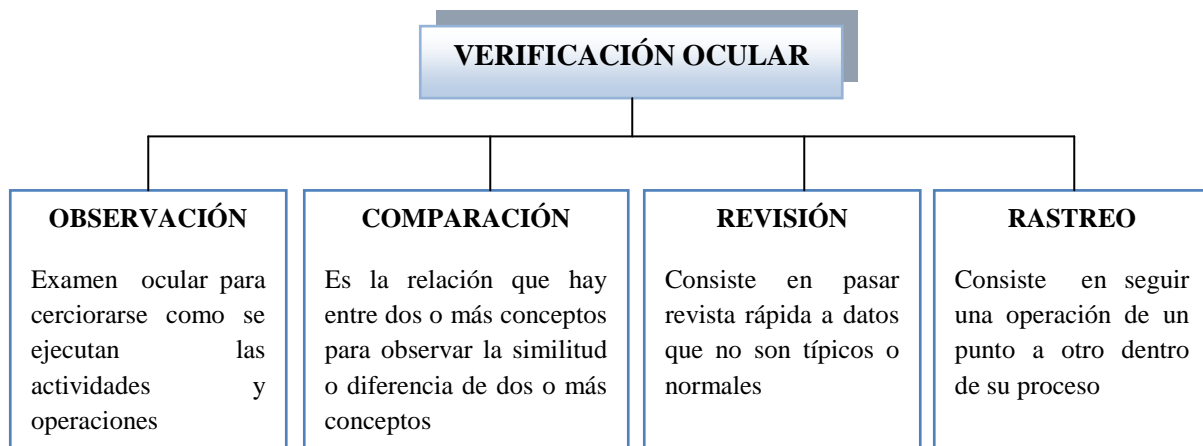 VERIFICACIÓN OCULAR
OBSERVACIÓN
Examen ocular para
cerciorarse como se
ejecutan las
actividades y
operaciones
COMPARACIÓN
Es la relación que hay
entre dos o más conceptos
para observar la similitud
o diferencia de dos o más
conceptos
REVISIÓN
Consiste en pasar
revista rápida a datos
que no son típicos o
normales
RASTREO
Consiste en seguir
una operación de un
punto a otro dentro
de su proceso